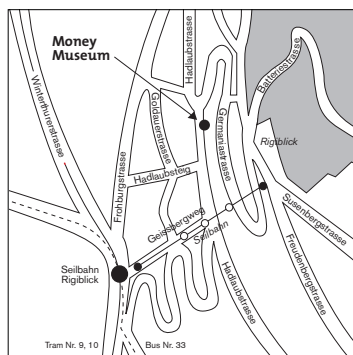 Money
Museum
Hadlaubstrasse
Batteriestrasse
Winterthurerstrasse
Goldauerstrasse
Germaniastrasse
Rigiblick
Frohburgstrasse
Hadlaubsteig
Susenbergstrasse
Geissbergweg
Seilbahn
Freudenbergstrasse
Seilbahn
Rigiblick
Hadlaubstrasse
Tram Nr. 9, 10
Bus Nr. 33